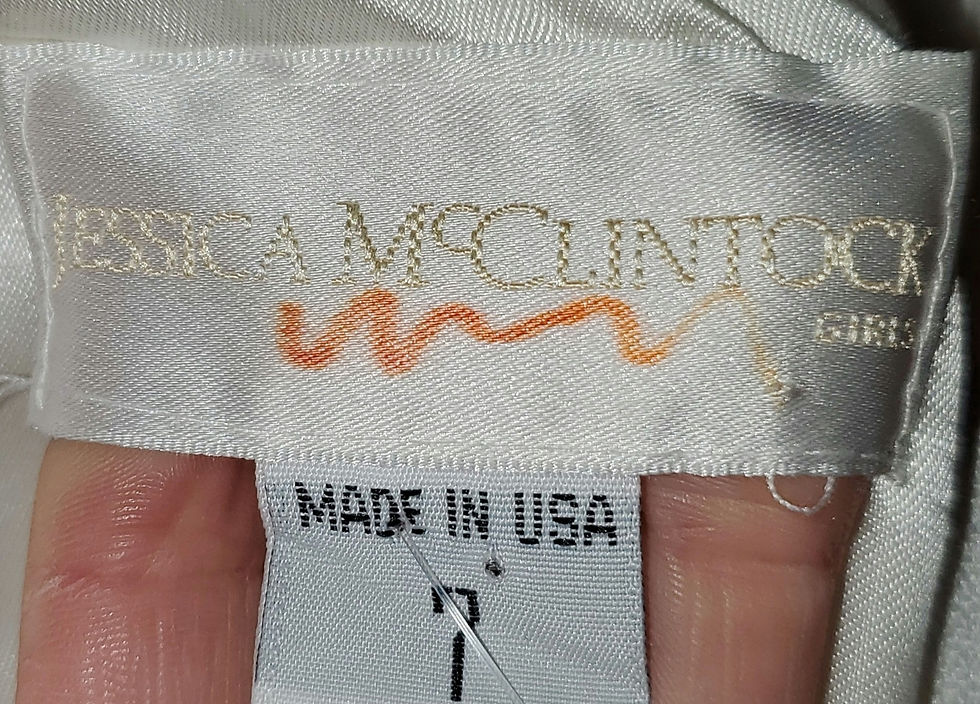 JESSICA McCLINTOCK
GIRLS
MADE IN USA
7